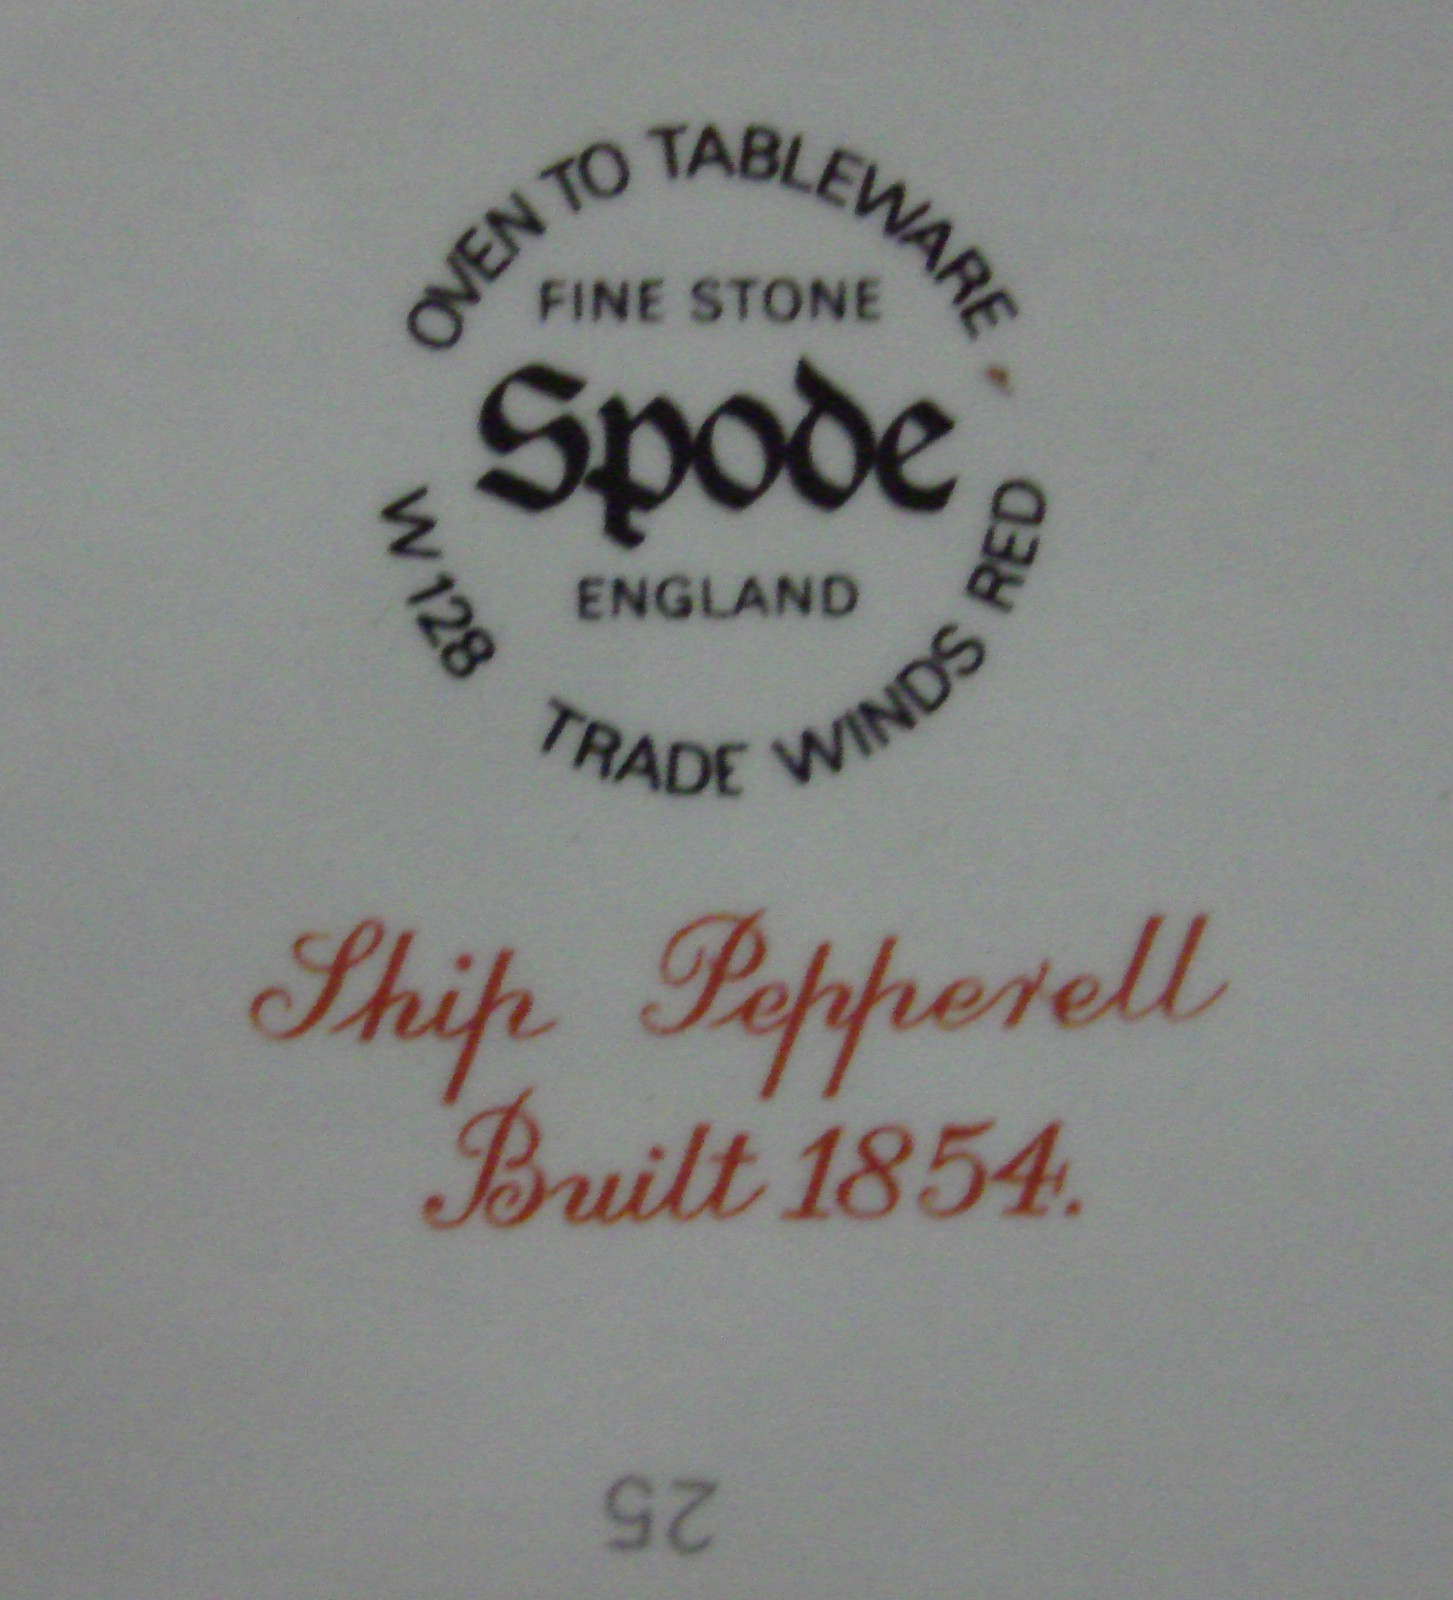 OVEN TO TABLEWARE
FINE STONE
Spode
ENGLAND
W 128 TRADE WINDS RED
Ship Pepperell
Built 1854.
25